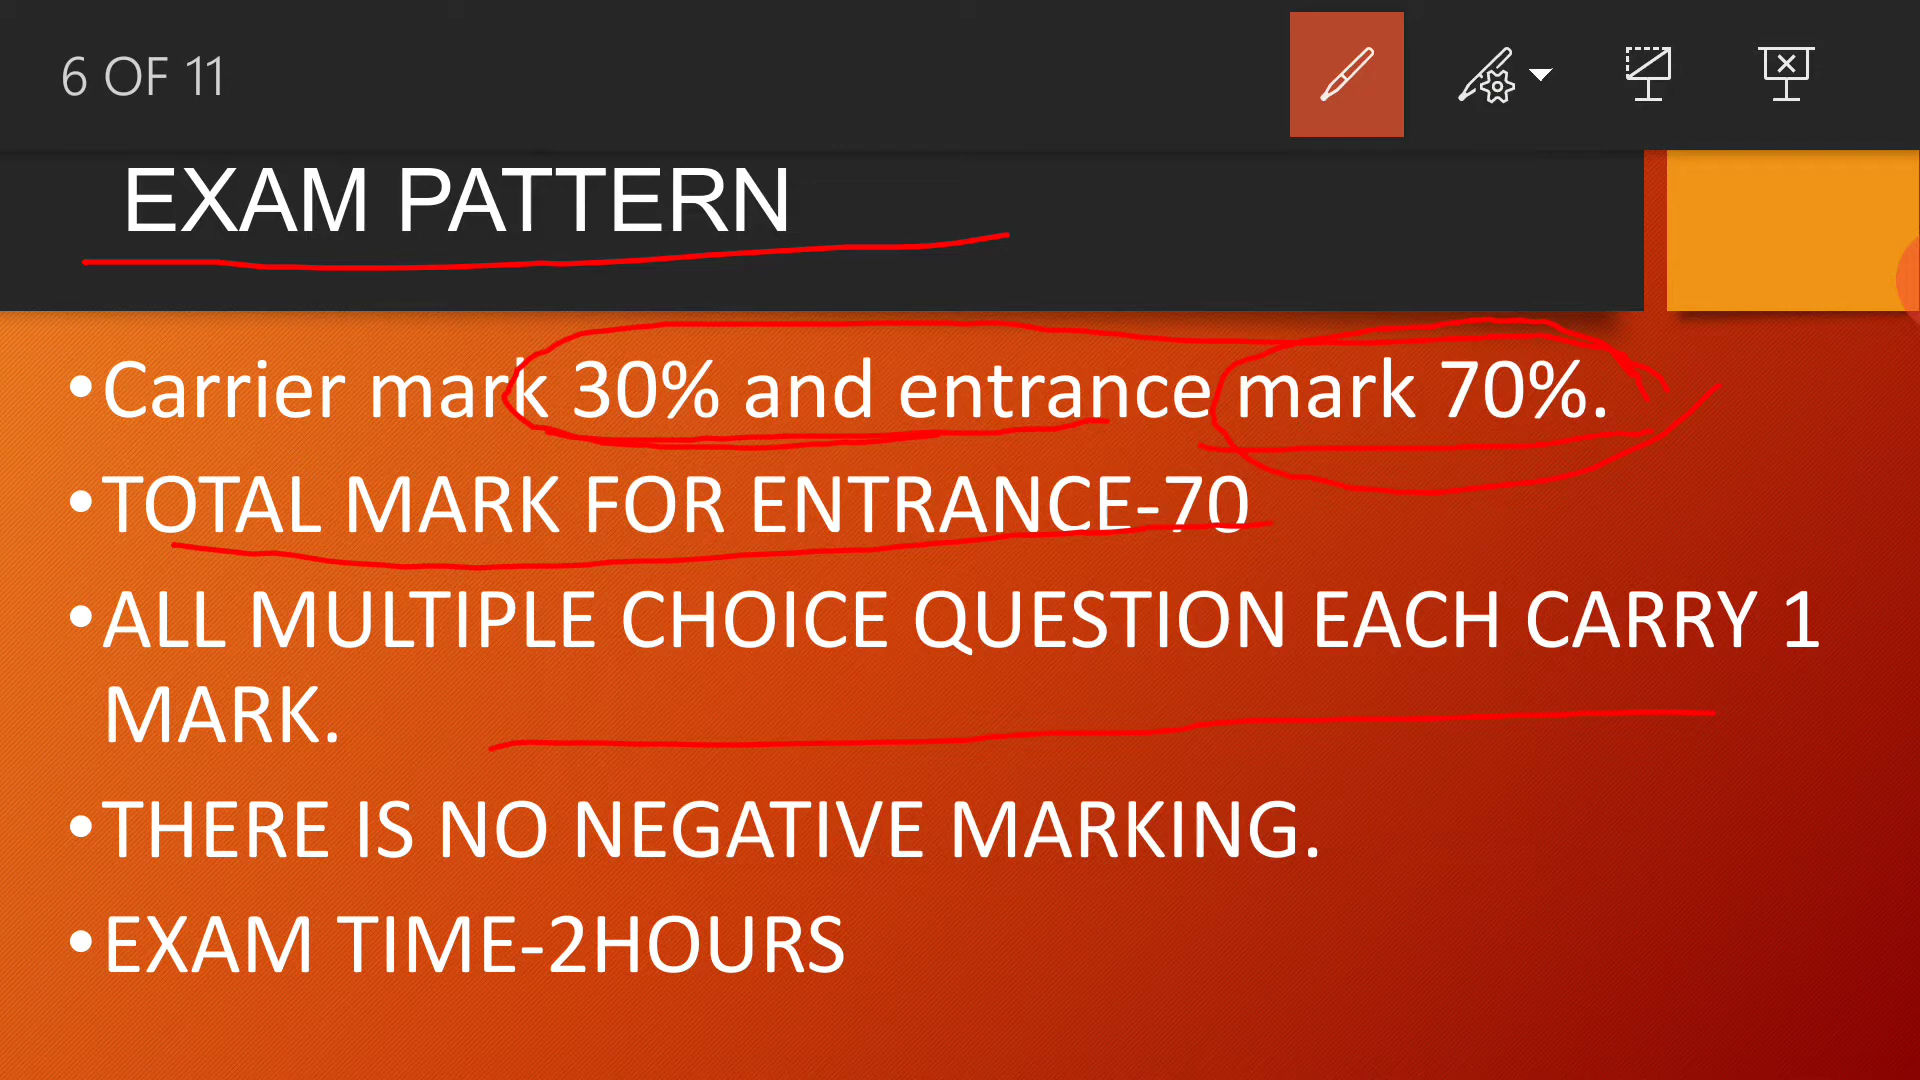 6 OF 11
EXAM PATTERN
•Carrier mark 30% and entrance mark 70%.
•TOTAL MARK FOR ENTRANCE-70
•ALL MULTIPLE CHOICE QUESTION EACH CARRY 1
MARK.
•THERE IS NO NEGATIVE MARKING.
•EXAM TIME-2HOURS